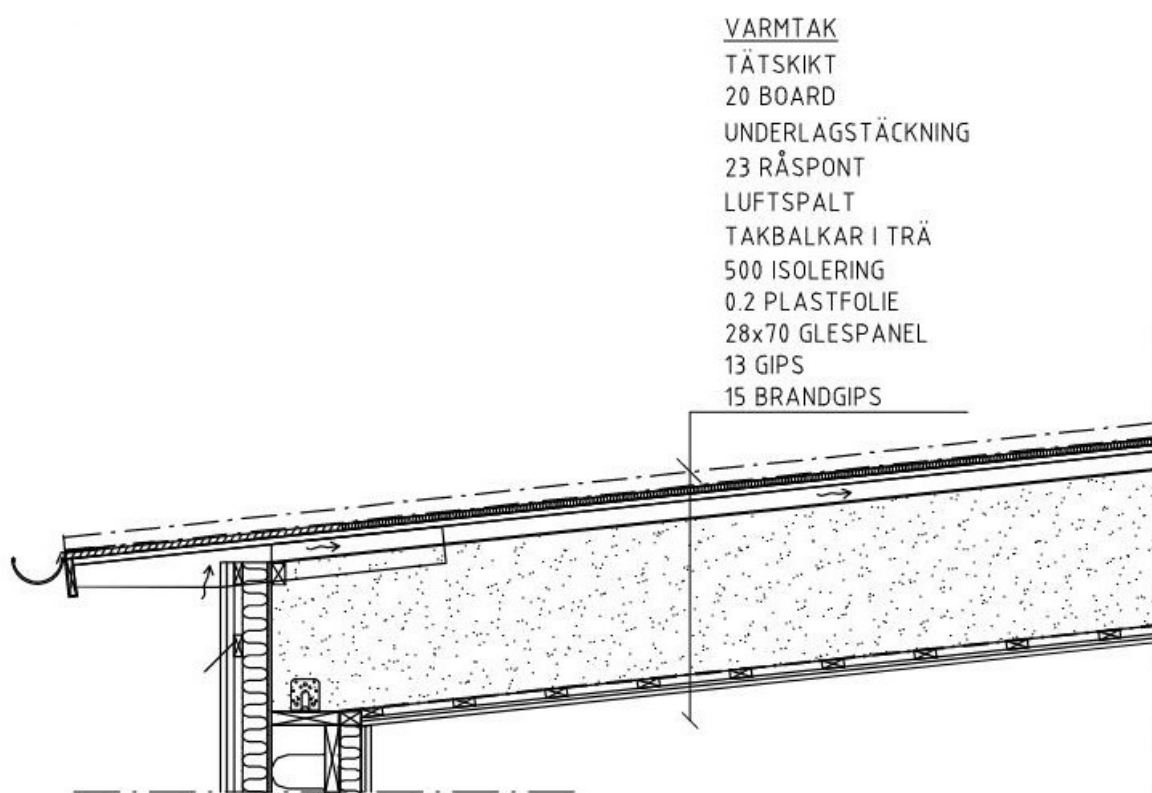 VARMTAK
TÄTSKIKT
20 BOARD
UNDERLAGSTÄCKNING
23 RÅSPONT
LUFTSPALT
TAKBALKAR I TRÄ
500 ISOLERING
0.2 PLASTFOLIE
28x70 GLESPANEL
13 GIPS
15 BRANDGIPS